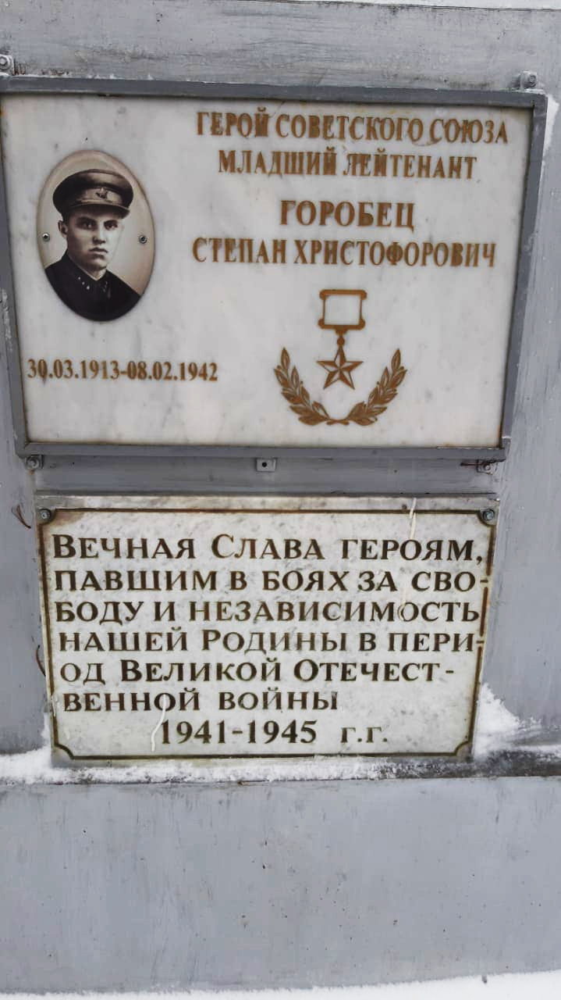 ГЕРОЙ СОВЕТСКОГО СОЮЗА
МЛАДШИЙ ЛЕЙТЕНАНТ
ГОРОБЕЦ
СТЕПАН ХРИСТОФОРОВИЧ
30.03.1913-08.02.1942
ВЕЧНАЯ СЛАВА ГЕРОЯМ,
ПАВШИМ В БОЯХ ЗА СВО-
БОДУ И НЕЗАВИСИМОСТЬ
НАШЕЙ РОДИНЫ В ПЕРИ-
ОД ВЕЛИКОЙ ОТЕЧЕСТ-
ВЕННОЙ ВОЙНЫ
1941-1945 г.г.